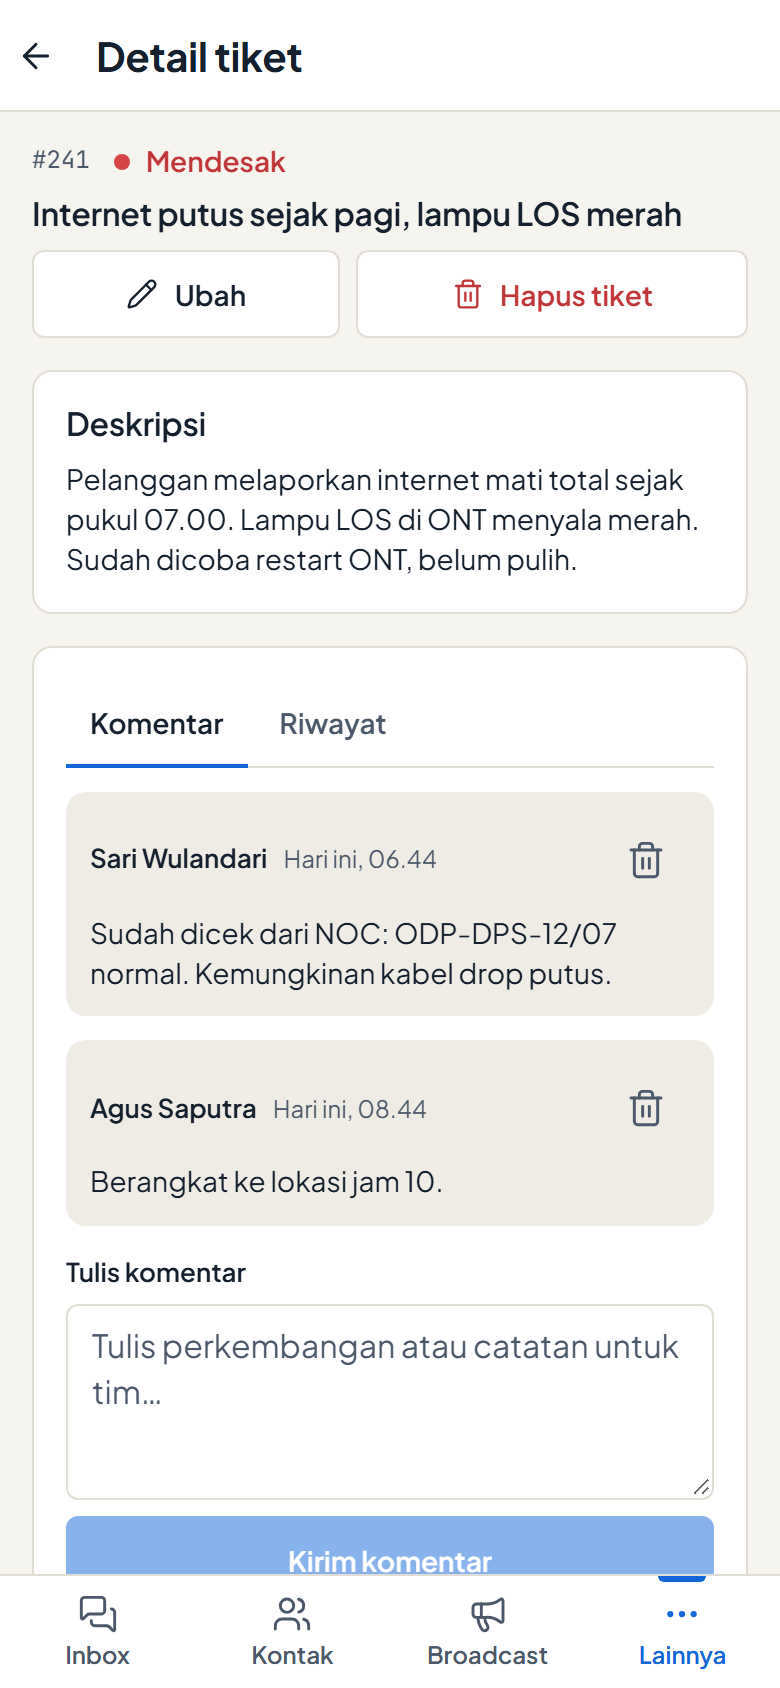 Detail tiket
#241 Mendesak
Internet putus sejak pagi, lampu LOS merah
Ubah
Hapus tiket
Deskripsi
Pelanggan melaporkan internet mati total sejak
pukul 07.00. Lampu LOS di ONT menyala merah.
Sudah dicoba restart ONT, belum pulih.
Komentar
Riwayat
Sari Wulandari Hari ini, 06.44
Sudah dicek dari NOC: ODP-DPS-12/07
normal. Kemungkinan kabel drop putus.
Agus Saputra Hari ini, 08.44
Berangkat ke lokasi jam 10.
Tulis komentar
Tulis perkembangan atau catatan untuk
tim…
Kirim komentar
Inbox
Kontak
Broadcast
Lainnya